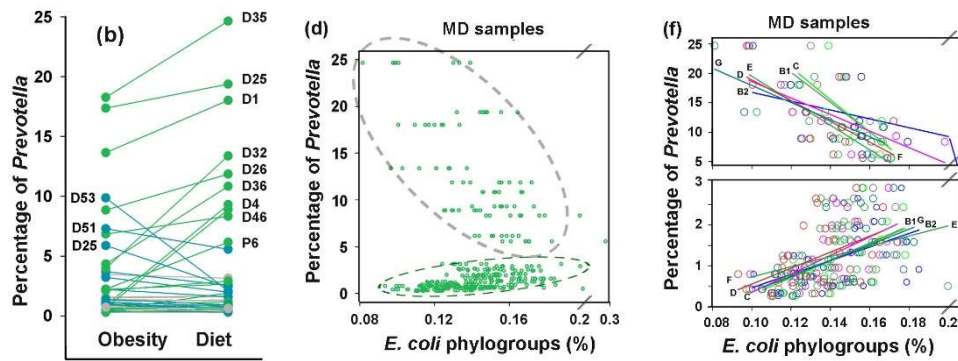 (b)
Percentage of Prevotella
25
20
15
10
5
0
D53
D51
D25
D35
D25
D1
D32
D26
D36
D4
D46
P6
Obesity Diet
(d)
MD samples
Percentage of Prevotella
25
20
15
10
5
0
0.08 0.12 0.16 0.2 0.3
E. coli phylogroups (%)
(f)
MD samples
Percentage of Prevotella
25
20
15
10
5
G
D
E
B2
B1
C
F
3
2
1
0
F
D
C
B1
G
B2
E
0.08 0.10 0.12 0.14 0.16 0.18 0.2
E. coli phylogroups (%)